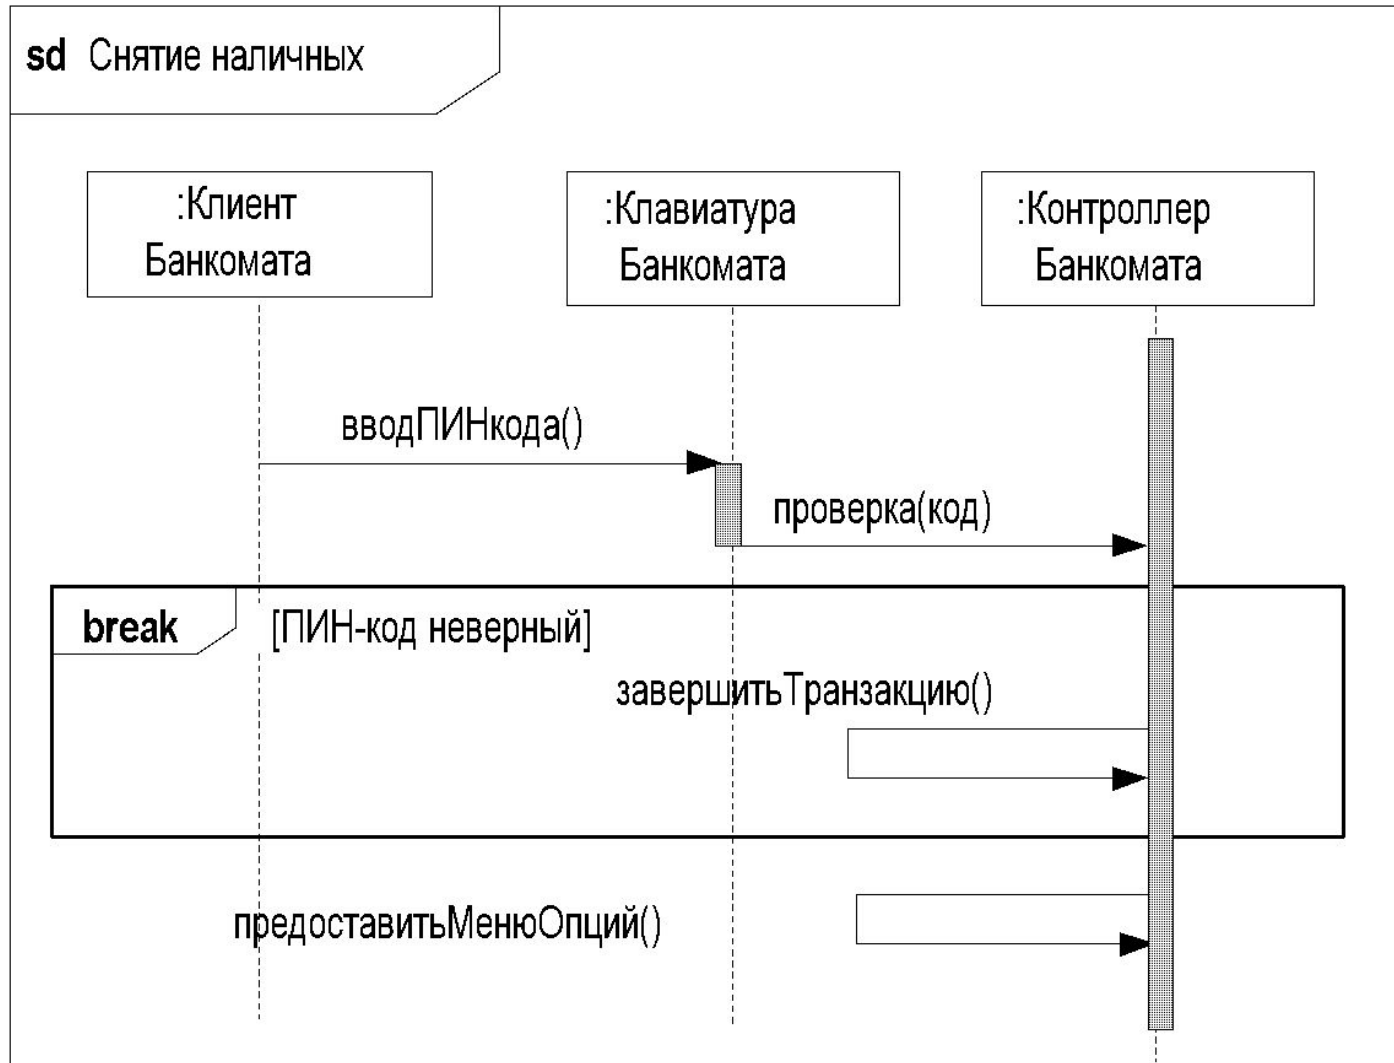 sd Снятие наличных
:Клиент
Банкомата
:Клавиатура
Банкомата
:Контроллер
Банкомата
вводПИНкода()
проверка(код)
break [ПИН-код неверный]
завершитьТранзакцию()
предоставитьМенюОпций()